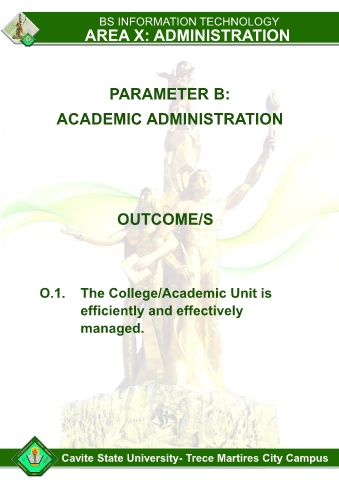 BS INFORMATION TECHNOLOGY
AREA X: ADMINISTRATION
PARAMETER B:
ACADEMIC ADMINISTRATION
OUTCOME/S
O.1. The College/Academic Unit is
efficiently and effectively
managed.
Cavite State University- Trece Martires City Campus